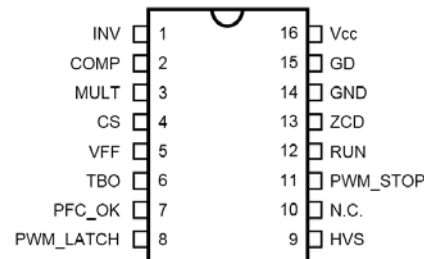 INV 1 16 Vcc
COMP 2 15 GD
MULT 3 14 GND
CS 4 13 ZCD
VFF 5 12 RUN
TBO 6 11 PWM_STOP
PFC_OK 7 10 N.C.
PWM_LATCH 8 9 HVS